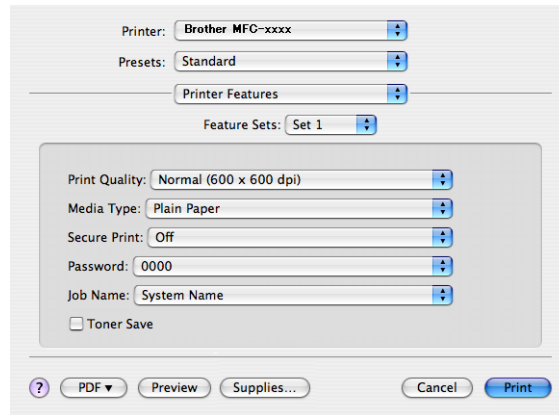 Printer: Brother MFC-xxxx
Presets: Standard
Printer Features
Feature Sets: Set 1
Print Quality: Normal (600 x 600 dpi)
Media Type: Plain Paper
Secure Print: Off
Password: 0000
Job Name: System Name
Toner Save
? PDF ▼ Preview Supplies... Cancel Print